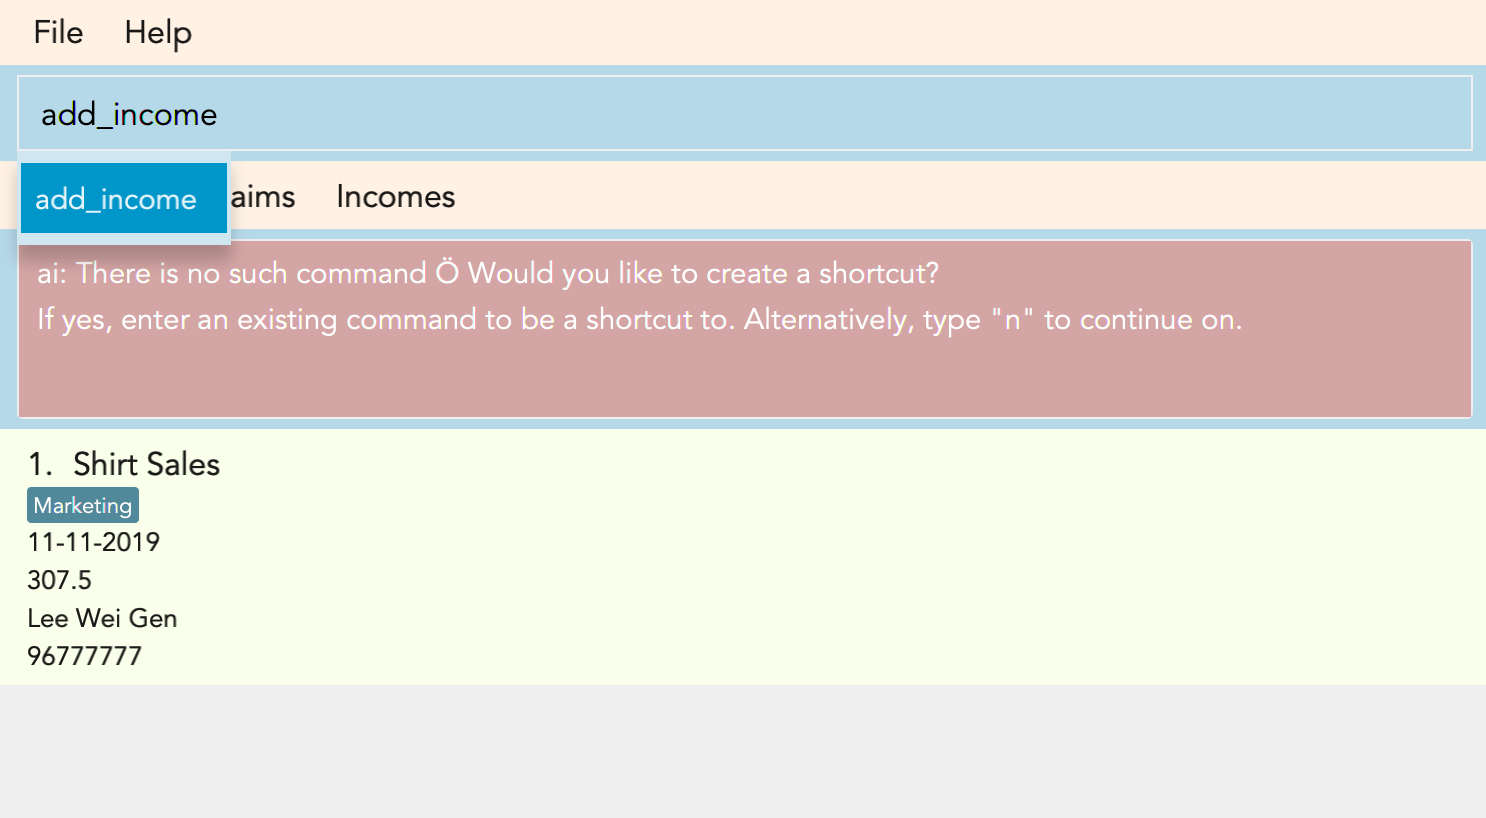 File Help
add_income
add_income
aims Incomes
ai: There is no such command Ö Would you like to create a shortcut?
If yes, enter an existing command to be a shortcut to. Alternatively, type "n" to continue on.
1. Shirt Sales
Marketing
11-11-2019
307.5
Lee Wei Gen
96777777